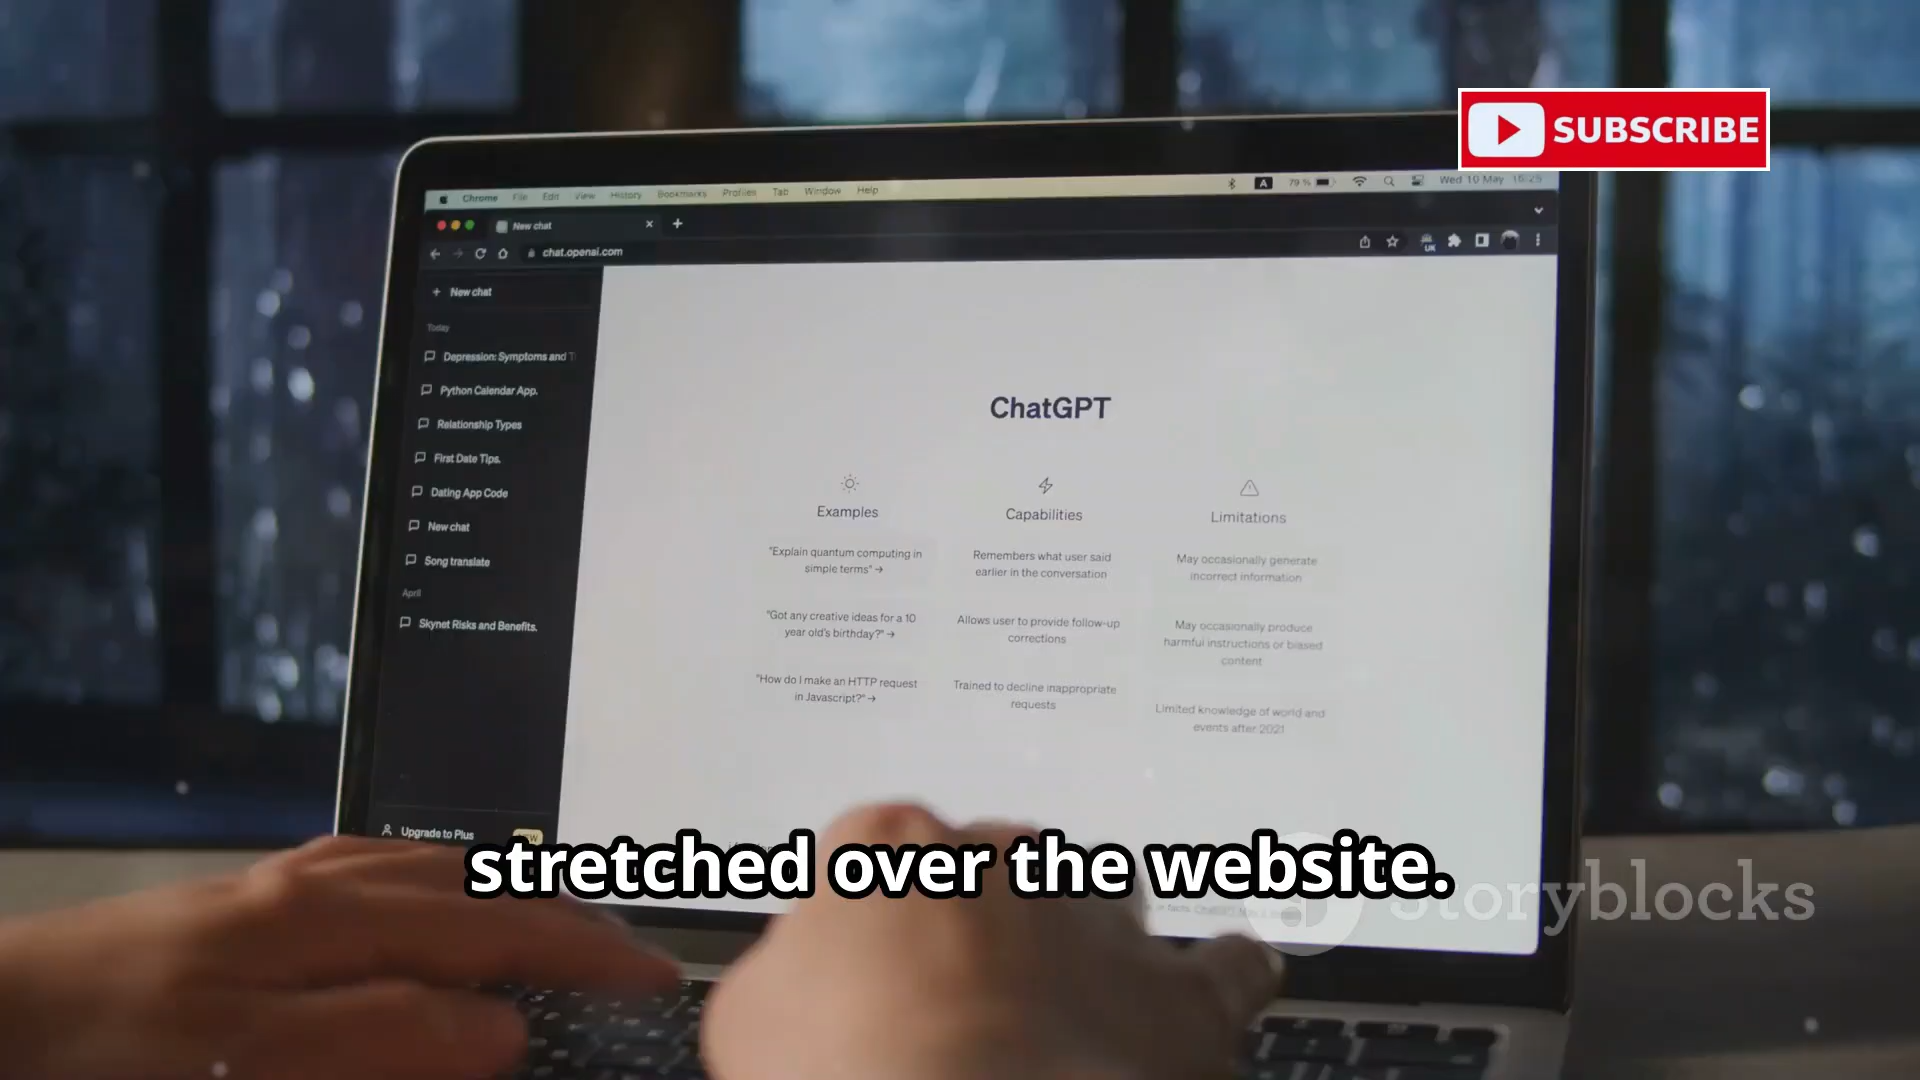 SUBSCRIBE
Chrome File Edit View History Bookmarks Profiles Tab Window Help
A 79 % Wed 10 May 16:25
New chat
chat.openai.com
UK
New chat
Today
Depression: Symptoms and T
Python Calendar App.
Relationship Types
First Date Tips.
Dating App Code
New chat
Song translate
April
Skynet Risks and Benefits.
Upgrade to Plus
ChatGPT
Examples
"Explain quantum computing in
simple terms" →
"Got any creative ideas for a 10
year old's birthday?" →
"How do I make an HTTP request
in Javascript?" →
Capabilities
Remembers what user said
earlier in the conversation
Allows user to provide follow-up
corrections
Trained to decline inappropriate
requests
Limitations
May occasionally generate
incorrect information
May occasionally produce
harmful instructions or biased
content
Limited knowledge of world and
events after 2021
stretched over the website.
Storyblocks